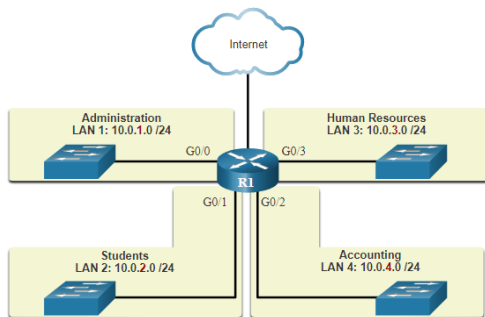 Internet
Administration
LAN 1: 10.0.1.0 /24
Human Resources
LAN 3: 10.0.3.0 /24
G0/0
G0/3
R1
G0/1
G0/2
Students
LAN 2: 10.0.2.0 /24
Accounting
LAN 4: 10.0.4.0 /24